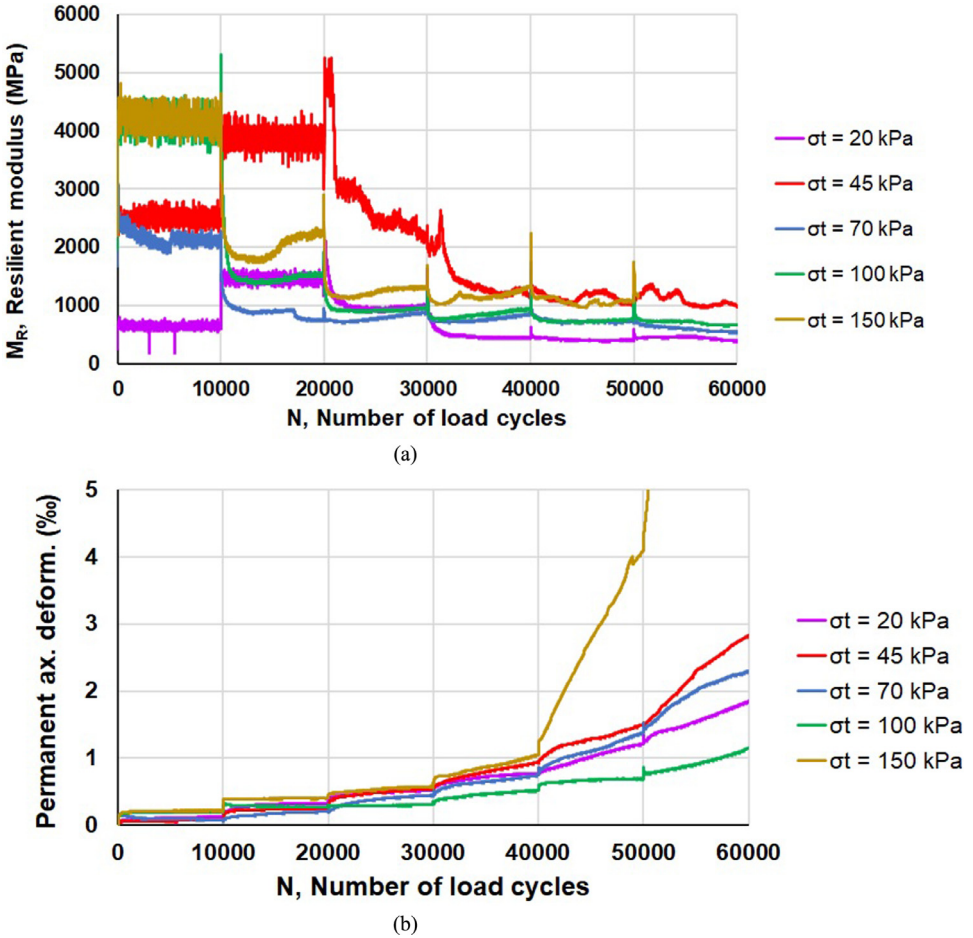 6000
5000
4000
3000
2000
1000
0
MR, Resilient modulus (MPa)
0 10000 20000 30000 40000 50000 60000
N, Number of load cycles
σt = 20 kPa
σt = 45 kPa
σt = 70 kPa
σt = 100 kPa
σt = 150 kPa
(a)
5
4
3
2
1
0
Permanent ax. deform. (‰)
0 10000 20000 30000 40000 50000 60000
N, Number of load cycles
σt = 20 kPa
σt = 45 kPa
σt = 70 kPa
σt = 100 kPa
σt = 150 kPa
(b)